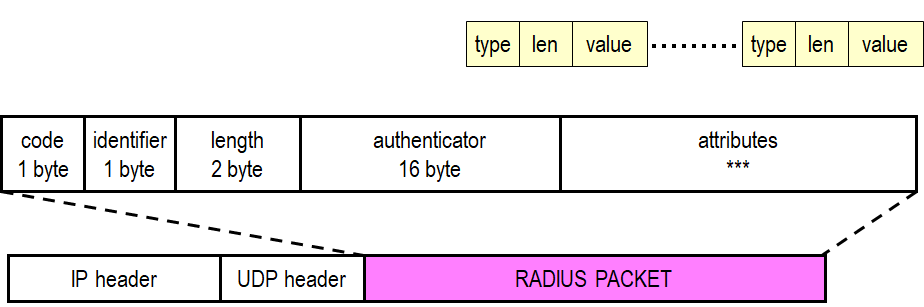 type len value type len value
code identifier length authenticator attributes
1 byte 1 byte 2 byte 16 byte ***
IP header UDP header RADIUS PACKET